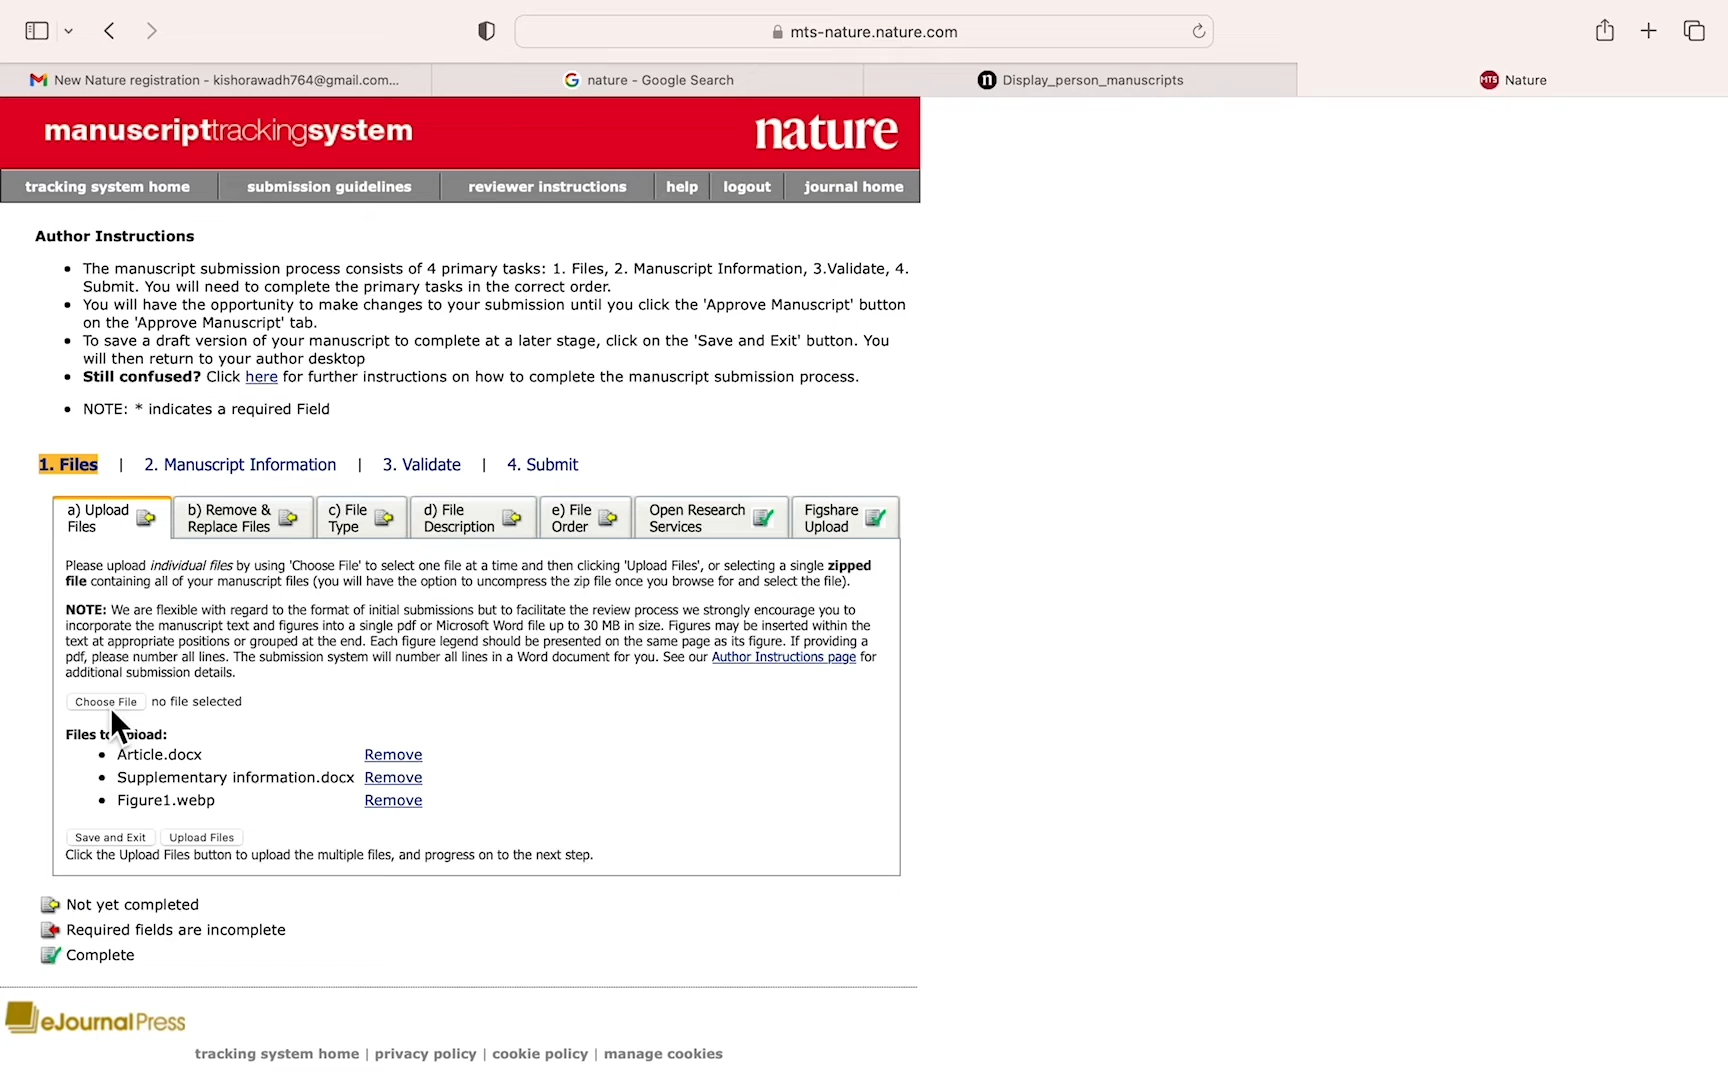 mts-nature.nature.com
New Nature registration - kishorawadh764@gmail.com...
nature - Google Search
Display_person_manuscripts
MTS Nature
manuscripttrackingsystem
nature
tracking system home
submission guidelines
reviewer instructions
help
logout
journal home
Author Instructions
• The manuscript submission process consists of 4 primary tasks: 1. Files, 2. Manuscript Information, 3.Validate, 4.
Submit. You will need to complete the primary tasks in the correct order.
• You will have the opportunity to make changes to your submission until you click the 'Approve Manuscript' button
on the 'Approve Manuscript' tab.
• To save a draft version of your manuscript to complete at a later stage, click on the 'Save and Exit' button. You
will then return to your author desktop
• Still confused? Click here for further instructions on how to complete the manuscript submission process.
• NOTE: * indicates a required Field
1. Files | 2. Manuscript Information | 3. Validate | 4. Submit
a) Upload
Files
b) Remove &
Replace Files
c) File
Type
d) File
Description
e) File
Order
Open Research
Services
Figshare
Upload
Please upload individual files by using 'Choose File' to select one file at a time and then clicking 'Upload Files', or selecting a single zipped
file containing all of your manuscript files (you will have the option to uncompress the zip file once you browse for and select the file).
NOTE: We are flexible with regard to the format of initial submissions but to facilitate the review process we strongly encourage you to
incorporate the manuscript text and figures into a single pdf or Microsoft Word file up to 30 MB in size. Figures may be inserted within the
text at appropriate positions or grouped at the end. Each figure legend should be presented on the same page as its figure. If providing a
pdf, please number all lines. The submission system will number all lines in a Word document for you. See our Author Instructions page for
additional submission details.
Choose File no file selected
Files to upload:
• Article.docx Remove
• Supplementary information.docx Remove
• Figure1.webp Remove
Save and Exit Upload Files
Click the Upload Files button to upload the multiple files, and progress on to the next step.
Not yet completed
Required fields are incomplete
Complete
eJournalPress
tracking system home | privacy policy | cookie policy | manage cookies